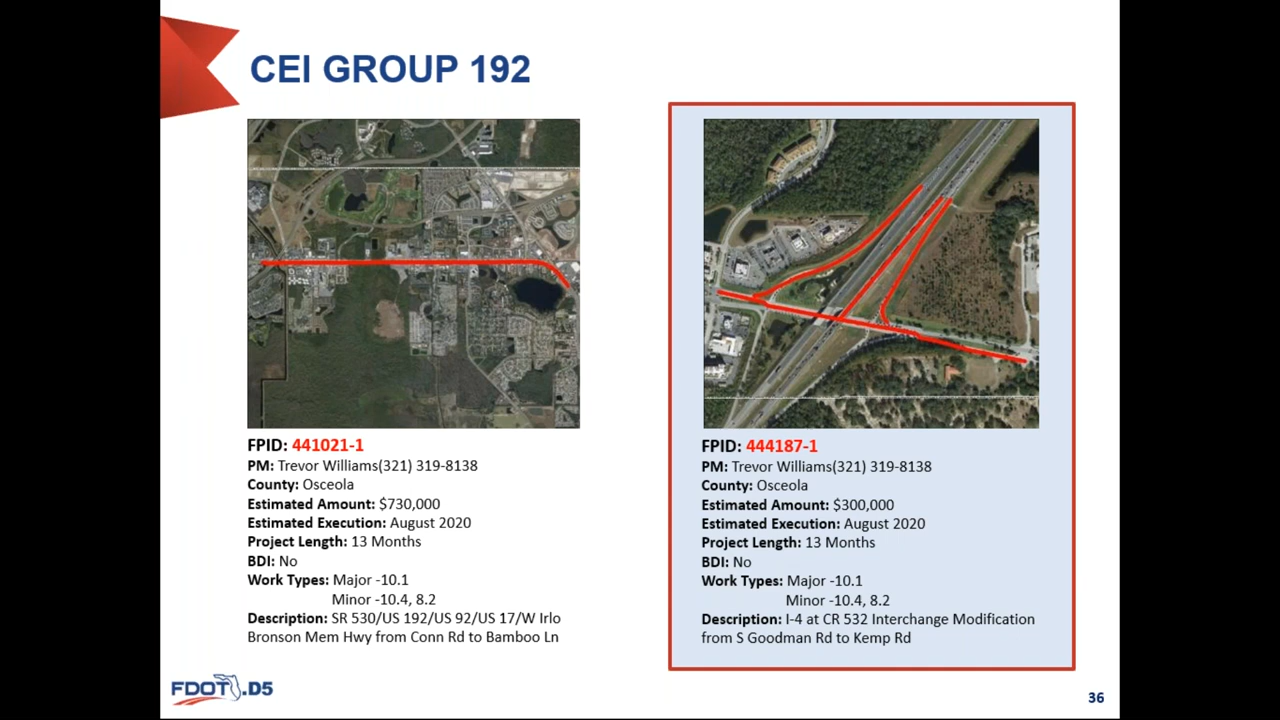 CEI GROUP 192
FPID: 441021-1
PM: Trevor Williams(321) 319-8138
County: Osceola
Estimated Amount: $730,000
Estimated Execution: August 2020
Project Length: 13 Months
BDI: No
Work Types: Major -10.1
Minor -10.4, 8.2
Description: SR 530/US 192/US 92/US 17/W Irlo
Bronson Mem Hwy from Conn Rd to Bamboo Ln
FPID: 444187-1
PM: Trevor Williams(321) 319-8138
County: Osceola
Estimated Amount: $300,000
Estimated Execution: August 2020
Project Length: 13 Months
BDI: No
Work Types: Major -10.1
Minor -10.4, 8.2
Description: I-4 at CR 532 Interchange Modification
from S Goodman Rd to Kemp Rd
FDOT.D5
36